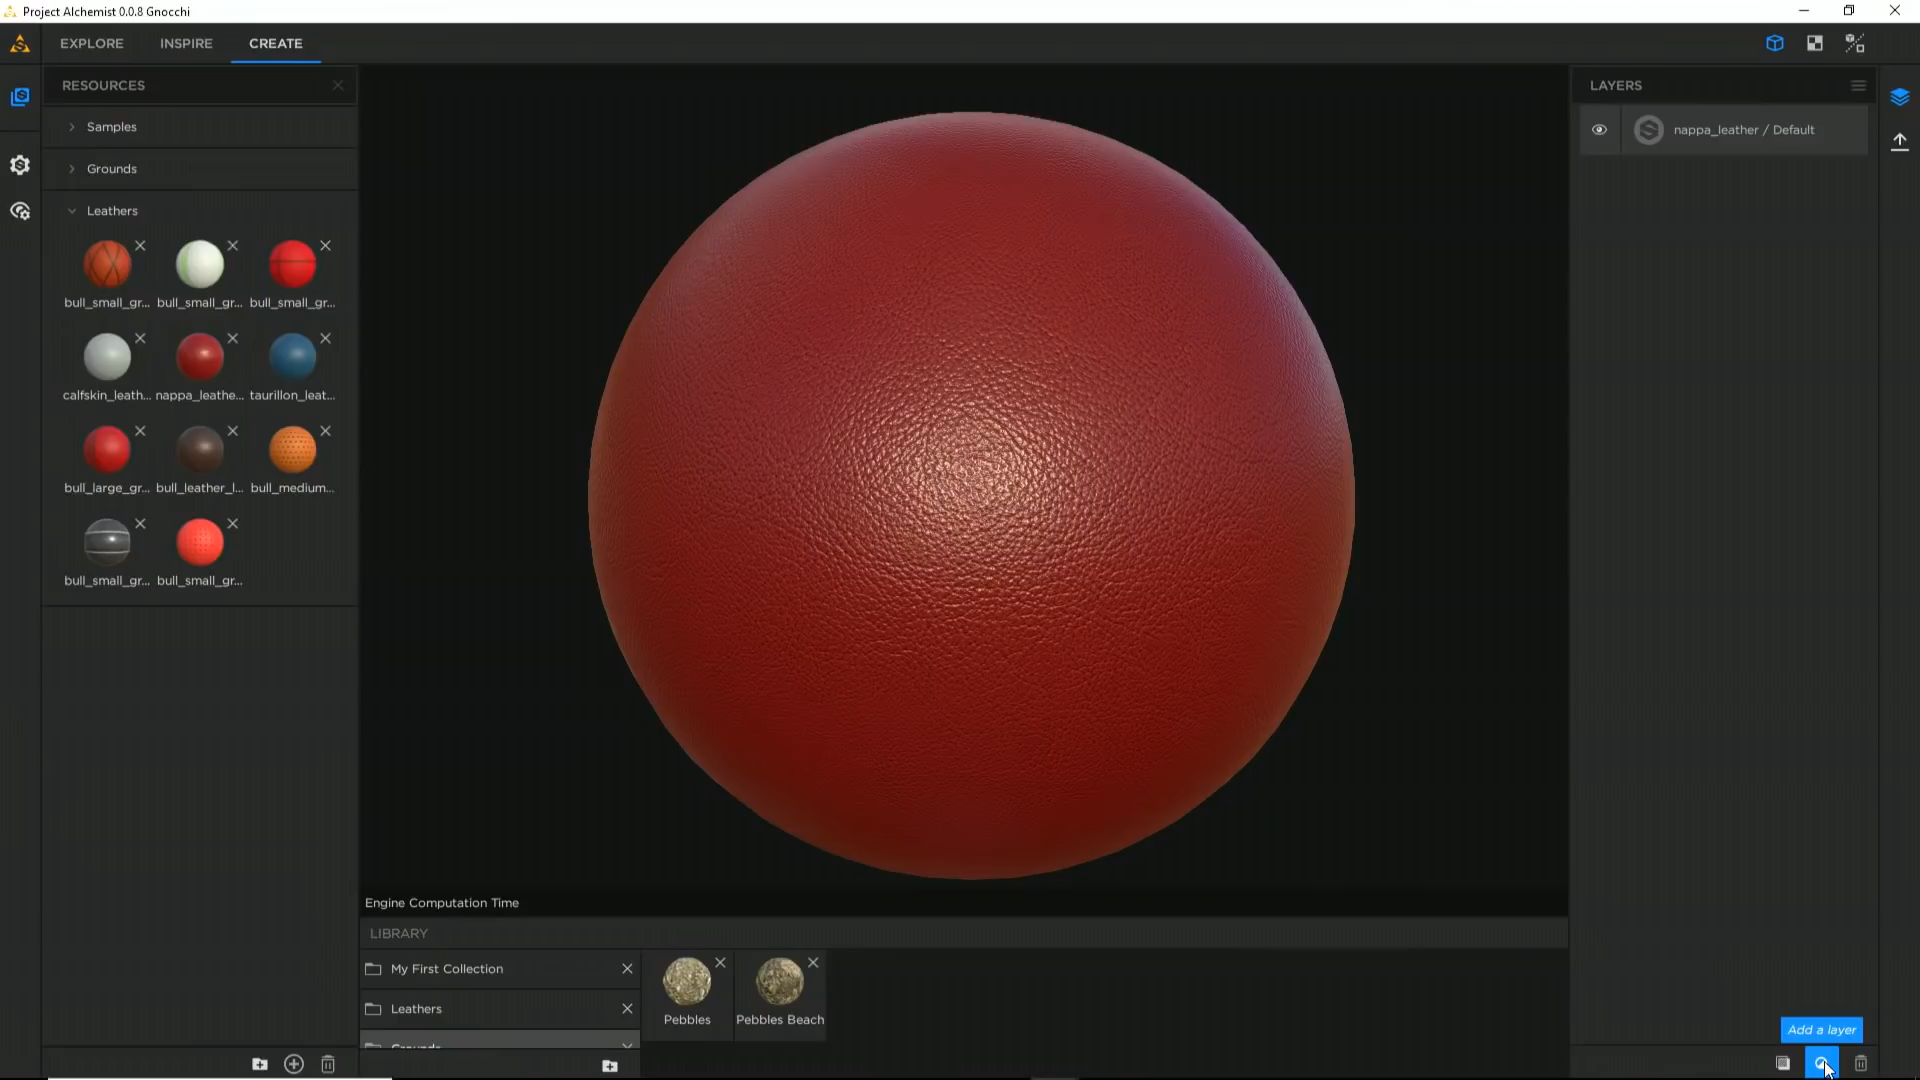 Project Alchemist 0.0.8 Gnocchi
EXPLORE INSPIRE CREATE
RESOURCES
Samples
Grounds
Leathers
bull_small_gr... bull_small_gr... bull_small_gr...
calfskin_leath... nappa_leathe... taurillon_leat...
bull_large_gr... bull_leather_l... bull_medium...
bull_small_gr... bull_small_gr...
Engine Computation Time
LIBRARY
My First Collection
Leathers
Grounds
Pebbles Pebbles Beach
LAYERS
nappa_leather / Default
Add a layer